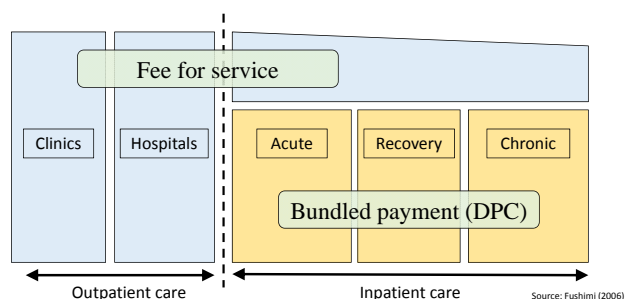 Fee for service
Clinics
Hospitals
Acute
Recovery
Chronic
Bundled payment (DPC)
Outpatient care
Inpatient care
Source: Fushimi (2006)